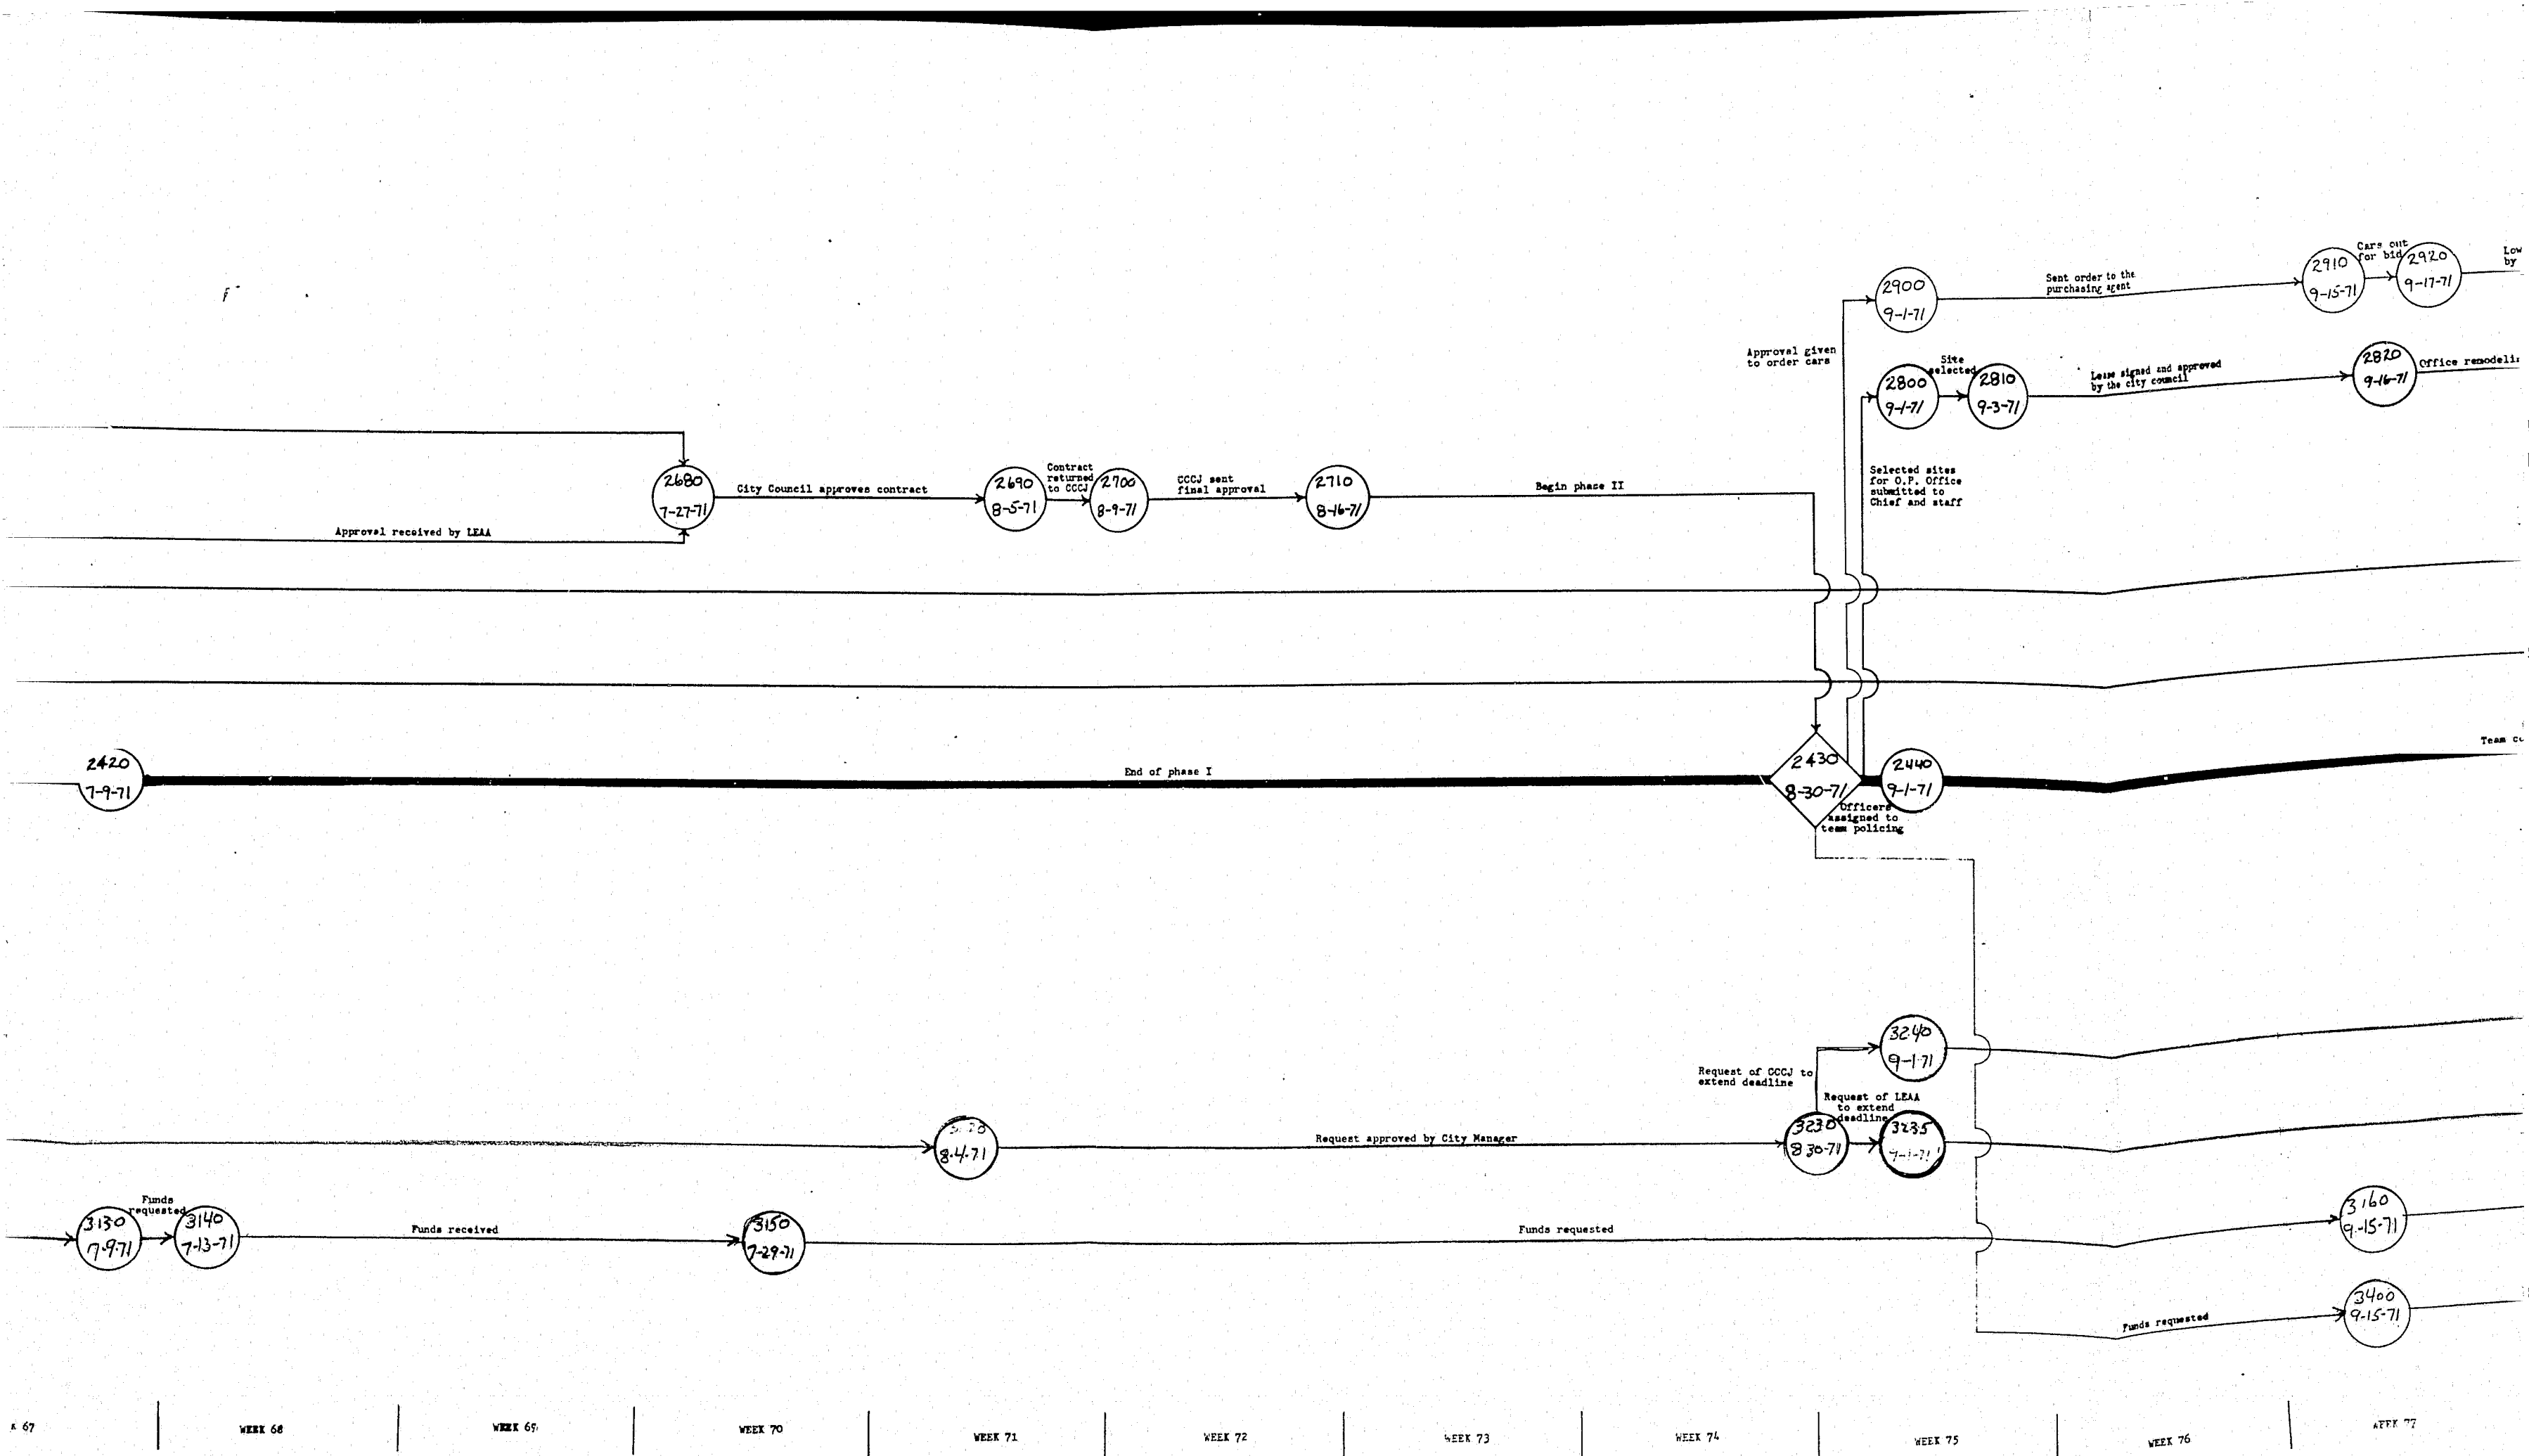 Cars out
for bid
2910
9-15-71
2920
9-17-71
Low
by
2900
9-1-71
Sent order to the
purchasing agent
Approval given
to order cars
Site
selected
2800
9-1-71
2810
9-3-71
Lease signed and approved
by the city council
2820
9-16-71
Office remodeli
2680
7-27-71
City Council approves contract
2690
8-5-71
Contract
returned
to CCCJ
2700
8-9-71
CCCJ sent
final approval
2710
8-16-71
Begin phase II
Selected sites
for O.P. Office
submitted to
Chief and staff
Approval received by LEAA
2420
7-9-71
End of phase I
2430
8-30-71
2440
9-1-71
Team
Officers
assigned to
team policing
3240
9-1-71
Request of CCCJ to
extend deadline
Request of LEAA
to extend
deadline
8-4-71
Request approved by City Manager
3230
8-30-71
3235
9-1-71
Funds
requested
3130
7-9-71
3140
7-13-71
Funds received
3150
7-29-71
Funds requested
3160
9-15-71
Funds requested
3400
9-15-71
67
WEEK 68
WEEK 69
WEEK 70
WEEK 71
WEEK 72
WEEK 73
WEEK 74
WEEK 75
WEEK 76
WEEK 77